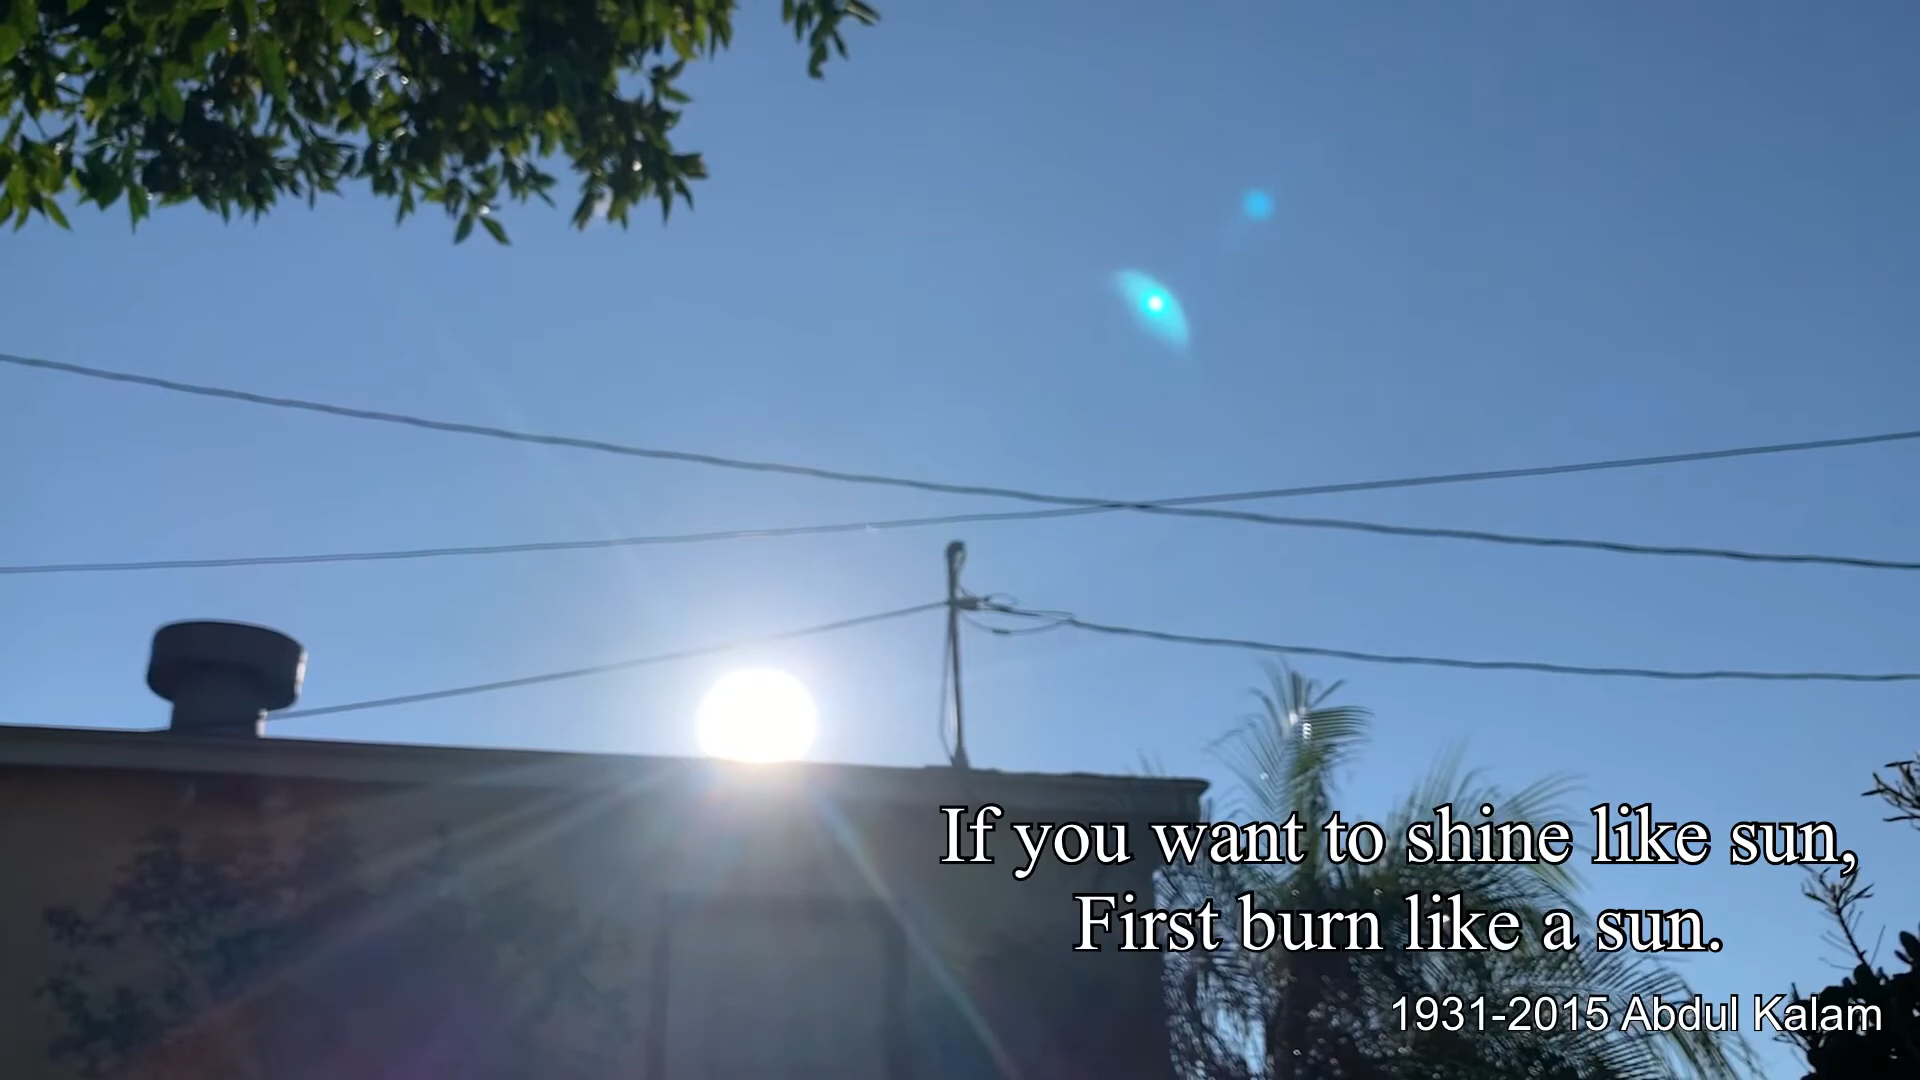 If you want to shine like sun,
First burn like a sun.
1931-2015 Abdul Kalam